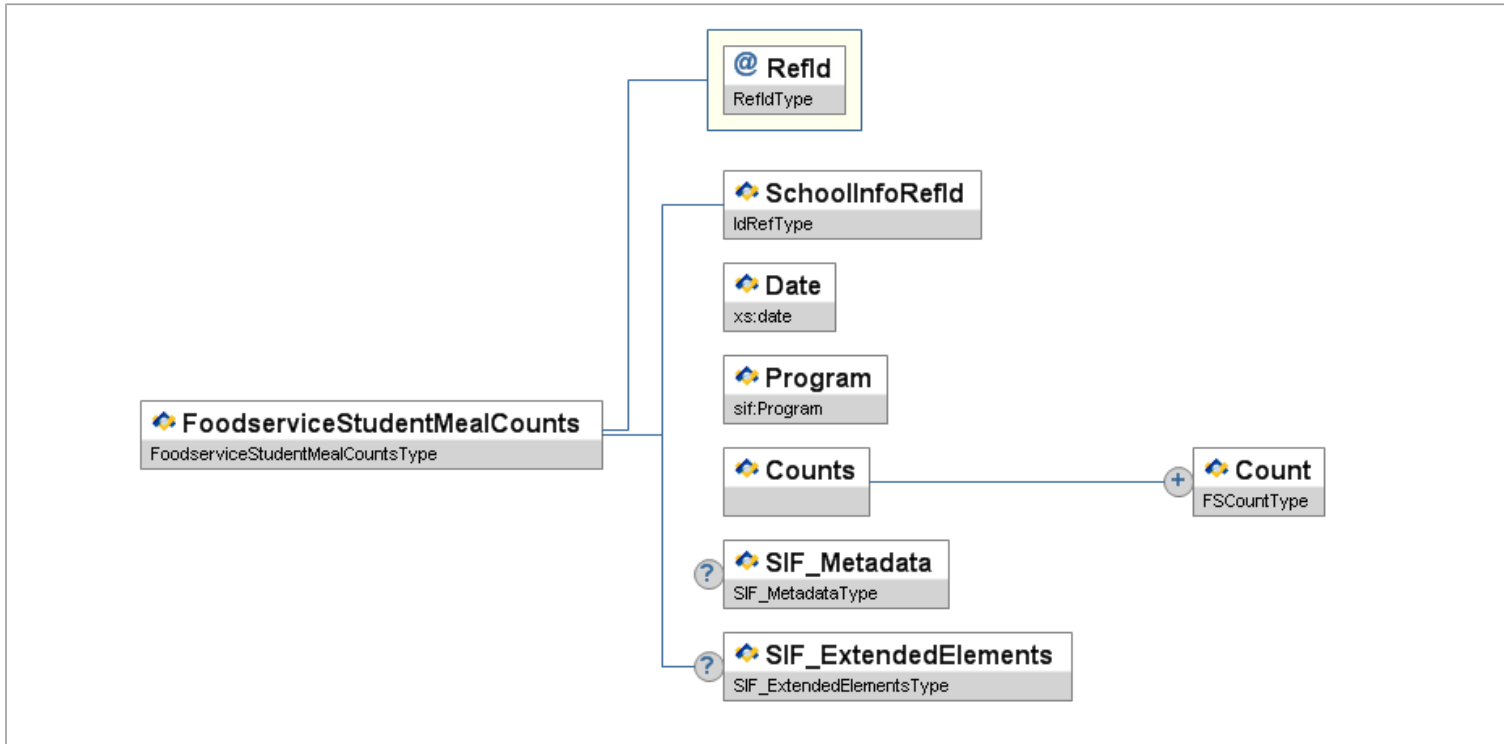 @ RefId
RefIdType
SchoolInfoRefId
IdRefType
Date
xs:date
Program
sif:Program
FoodserviceStudentMealCounts
FoodserviceStudentMealCountsType
Counts
+ Count
FSCountType
? SIF_Metadata
SIF_MetadataType
? SIF_ExtendedElements
SIF_ExtendedElementsType